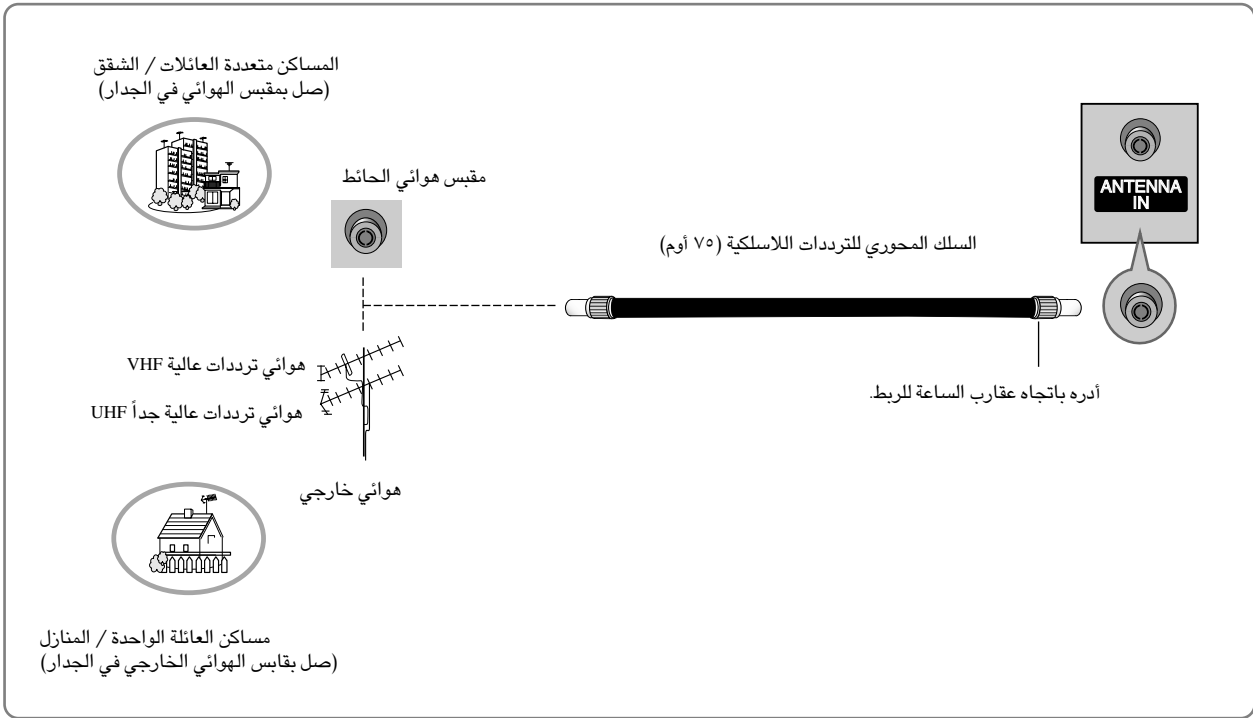 المساكن متعددة العائلات / الشقق
(صل بمقبس الهوائي في الجدار)
مقبس هوائي الحائط
ANTENNA
IN
السلك المحوري للترددات اللاسلكية (٧٥ أوم)
هوائي ترددات عالية VHF
هوائي ترددات عالية جداً UHF
أدره باتجاه عقارب الساعة للربط.
هوائي خارجي
مساكن العائلة الواحدة / المنازل
(صل بقابس الهوائي الخارجي في الجدار)